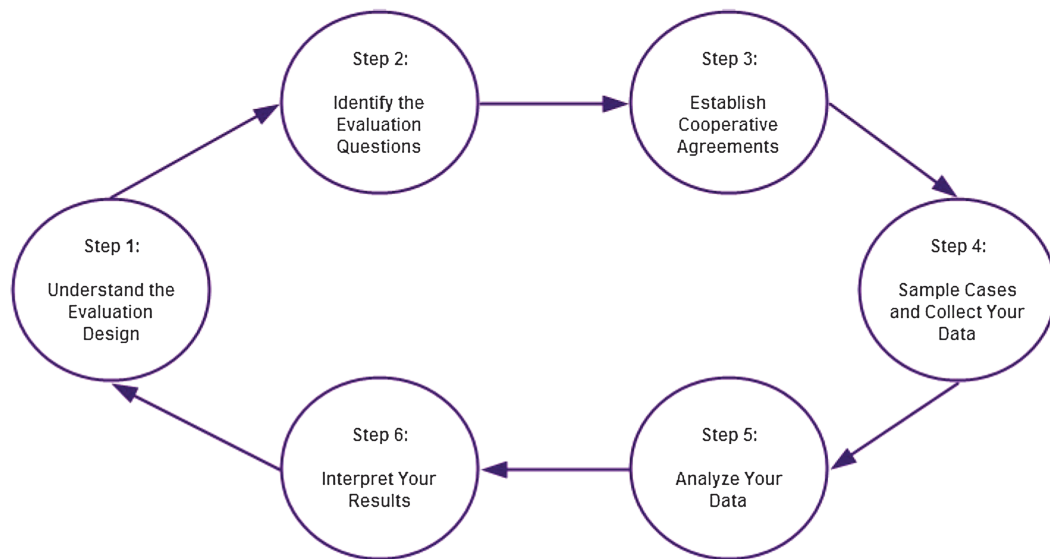 Step 1:
Understand the
Evaluation
Design
Step 2:
Identify the
Evaluation
Questions
Step 3:
Establish
Cooperative
Agreements
Step 4:
Sample Cases
and Collect Your
Data
Step 5:
Analyze Your
Data
Step 6:
Interpret Your
Results